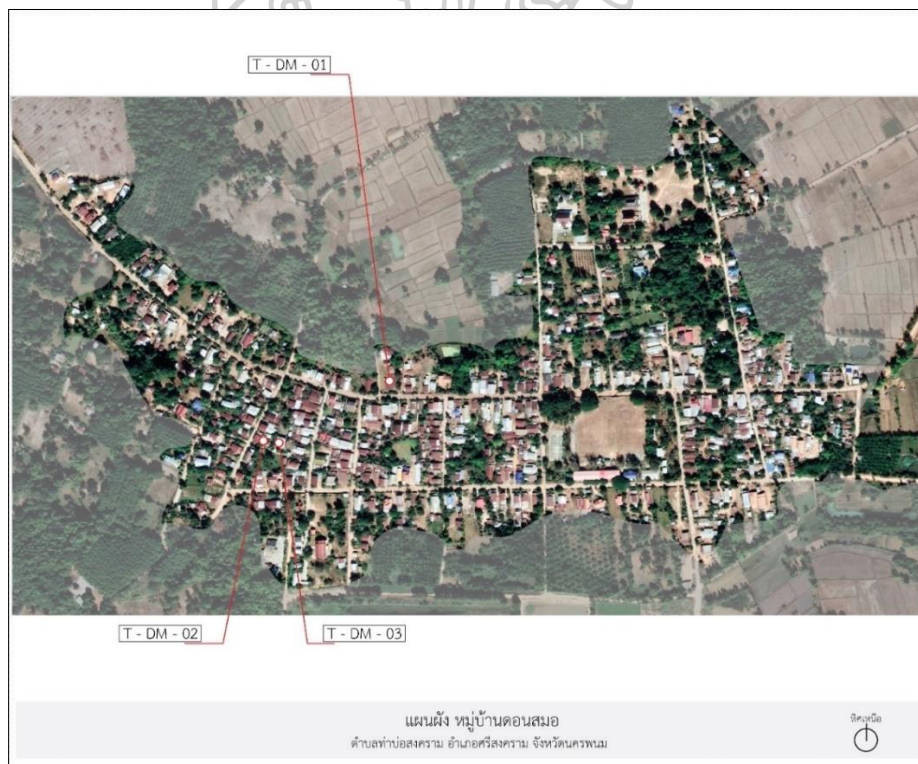 T - DM - 01
T - DM - 02
T - DM - 03
แผนผัง หมู่บ้านดอนสมอ
ตำบลท่าบ่อสงคราม อำเภอศรีสงคราม จังหวัดนครพนม
ทิศเหนือ